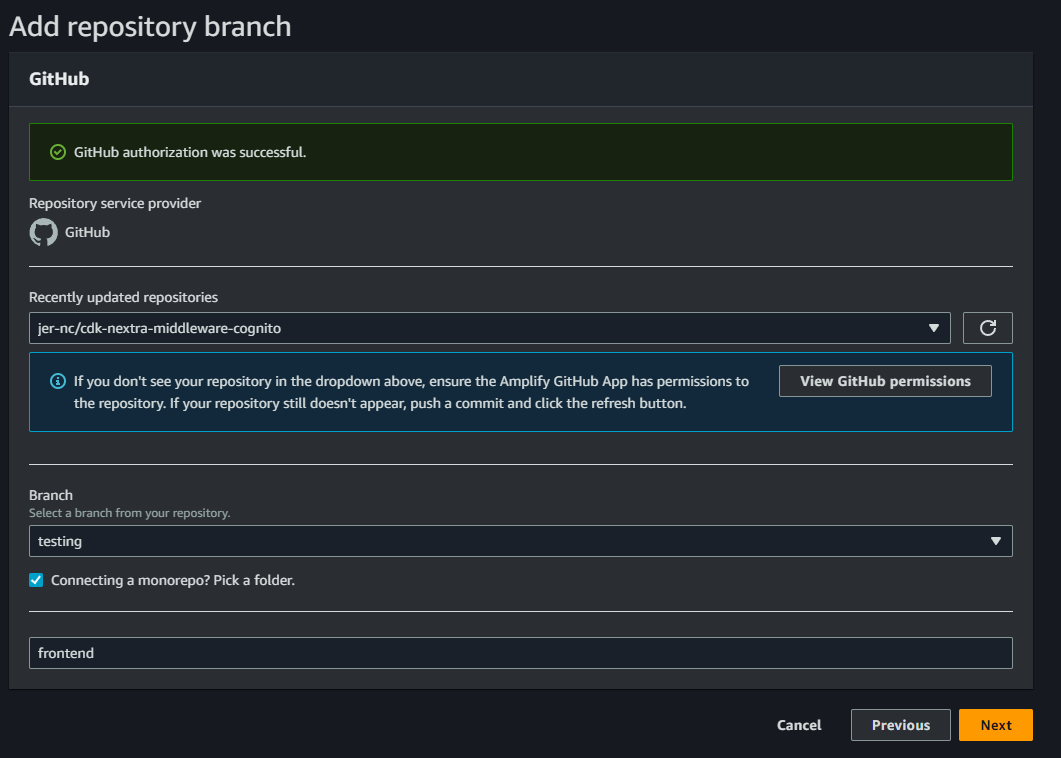 Add repository branch
GitHub
GitHub authorization was successful.
Repository service provider
GitHub
Recently updated repositories
jer-nc/cdk-nextra-middleware-cognito
If you don't see your repository in the dropdown above, ensure the Amplify GitHub App has permissions to
the repository. If your repository still doesn't appear, push a commit and click the refresh button.
View GitHub permissions
Branch
Select a branch from your repository.
testing
Connecting a monorepo? Pick a folder.
frontend
Cancel
Previous
Next